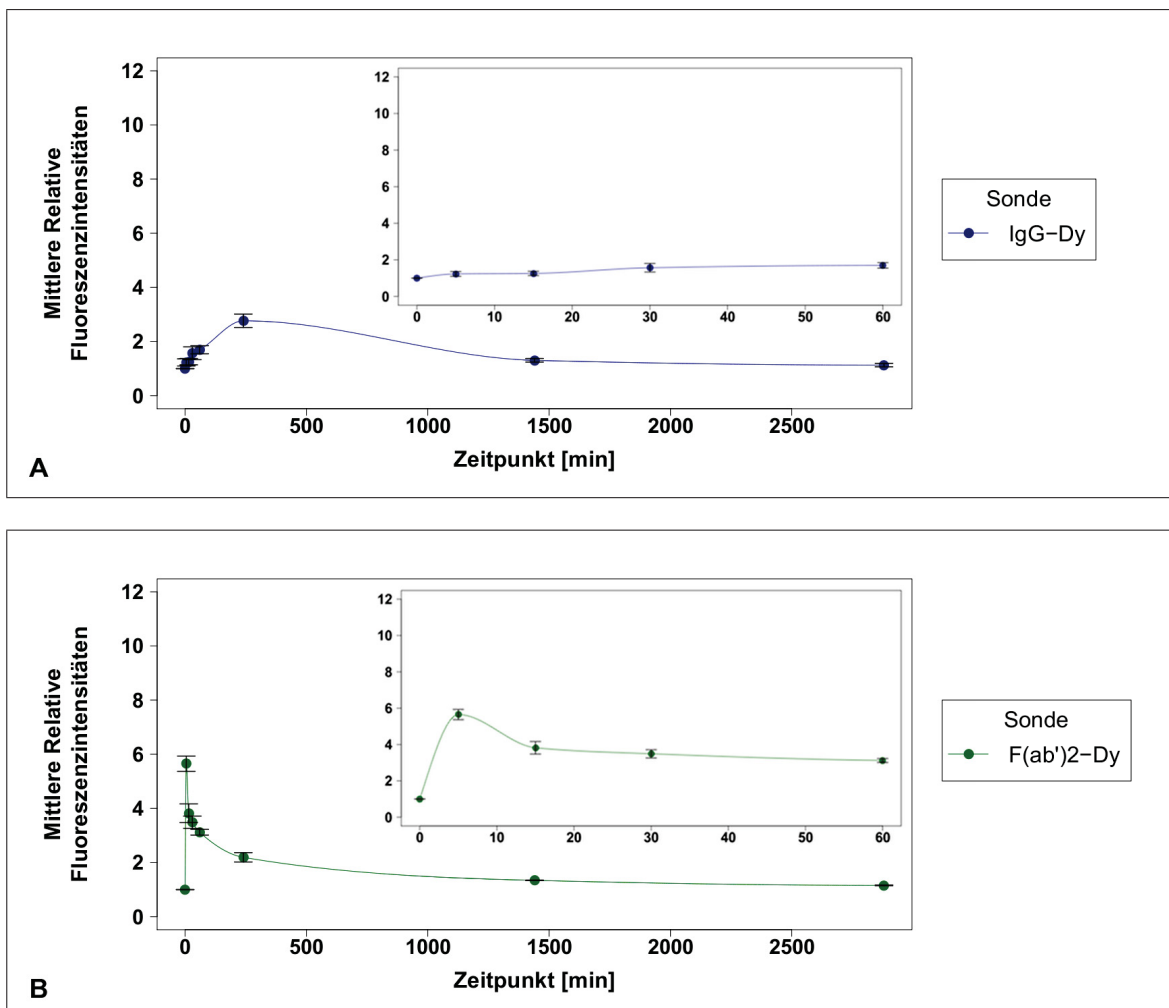 12
10
8
6
4
2
0
Mittlere Relative
Fluoreszenzintensitäten
12
10
8
6
4
2
0
0 10 20 30 40 50 60
Sonde
IgG−Dy
0 500 1000 1500 2000 2500
Zeitpunkt [min]
A
12
10
8
6
4
2
0
Mittlere Relative
Fluoreszenzintensitäten
12
10
8
6
4
2
0
0 10 20 30 40 50 60
Sonde
F(ab')2−Dy
0 500 1000 1500 2000 2500
Zeitpunkt [min]
B